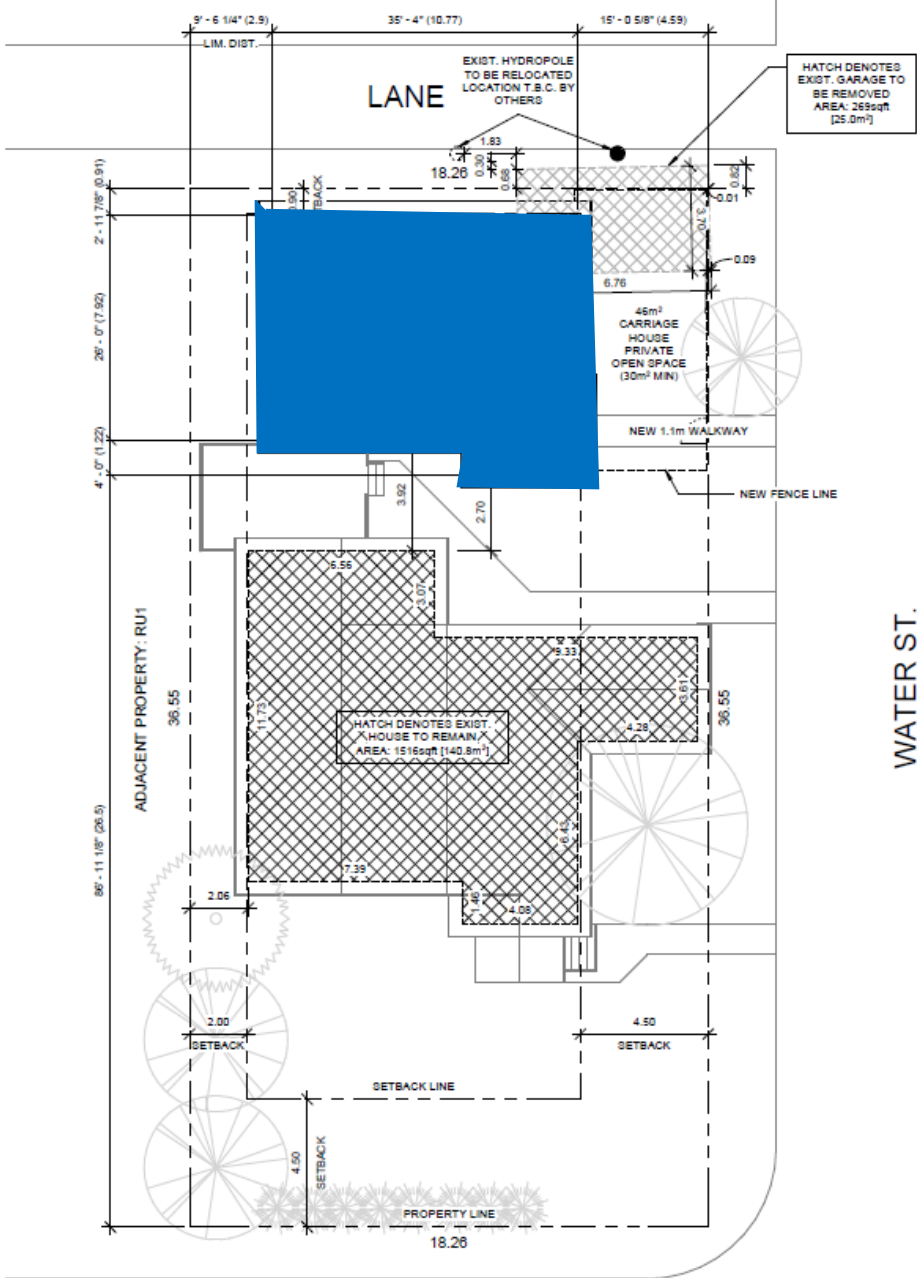 9' - 6 1/4" (2.9)
35' - 4" (10.77)
15' - 0 5/8" (4.59)
LIM. DIST.
LANE
EXIST. HYDROPOLE
TO BE RELOCATED
LOCATION T.B.C. BY
OTHERS
HATCH DENOTES
EXIST. GARAGE TO
BE REMOVED
AREA: 269sqft
[25.0m²]
1.83
0.30
18.26
0.68
0.82
0.01
2' - 11 7/8" (0.91)
0.90
TBACK
3.70
0.09
6.76
26' - 0" (7.92)
46m²
CARRIAGE
HOUSE
PRIVATE
OPEN SPACE
(30m² MIN)
NEW 1.1m WALKWAY
4' - 0" (1.22)
NEW FENCE LINE
3.92
2.70
6.56
3.07
ADJACENT PROPERTY: RU1
36.55
9.33
3.61
36.55
WATER ST.
11.73
HATCH DENOTES EXIST.
HOUSE TO REMAIN
AREA: 1516sqft [140.8m²]
4.28
86' - 11 1/8" (26.5)
6.43
7.39
2.06
1.46
4.08
2.00
SETBACK
4.50
SETBACK
SETBACK LINE
4.50
SETBACK
PROPERTY LINE
18.26